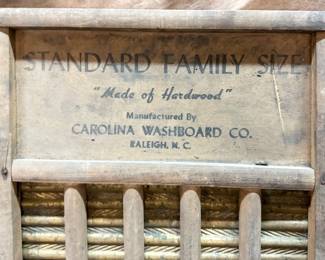 STANDARD FAMILY SIZE
"Made of Hardwood"
Manufactured By
CAROLINA WASHBOARD CO.
RALEIGH, N. C.